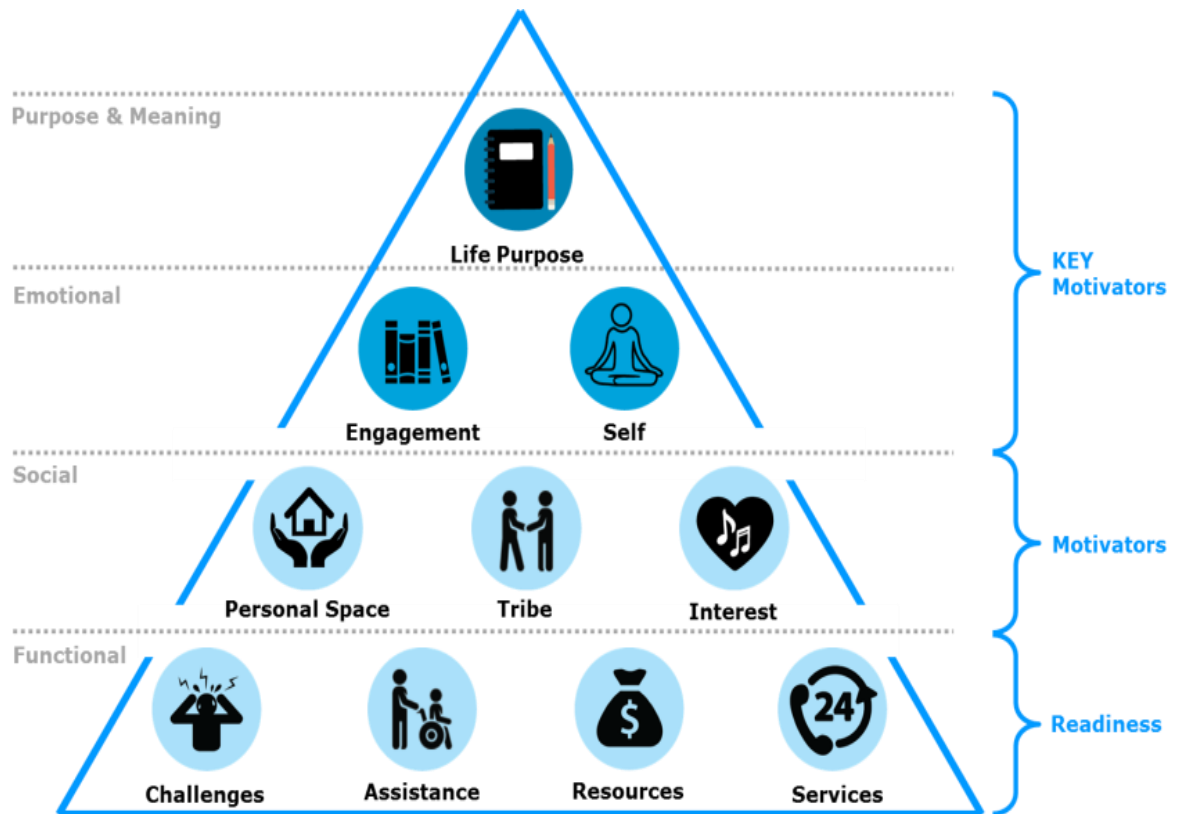 Purpose & Meaning
Life Purpose
KEY
Motivators
Emotional
Engagement
Self
Social
Personal Space
Tribe
Interest
Motivators
Functional
$
24
Challenges
Assistance
Resources
Services
Readiness